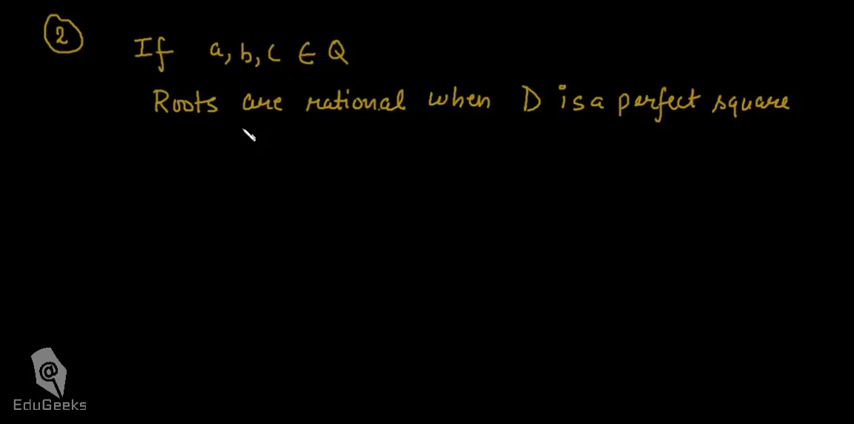 2
If a, b, c ∈ Q
Roots are rational when D is a perfect square
@
EduGeeks